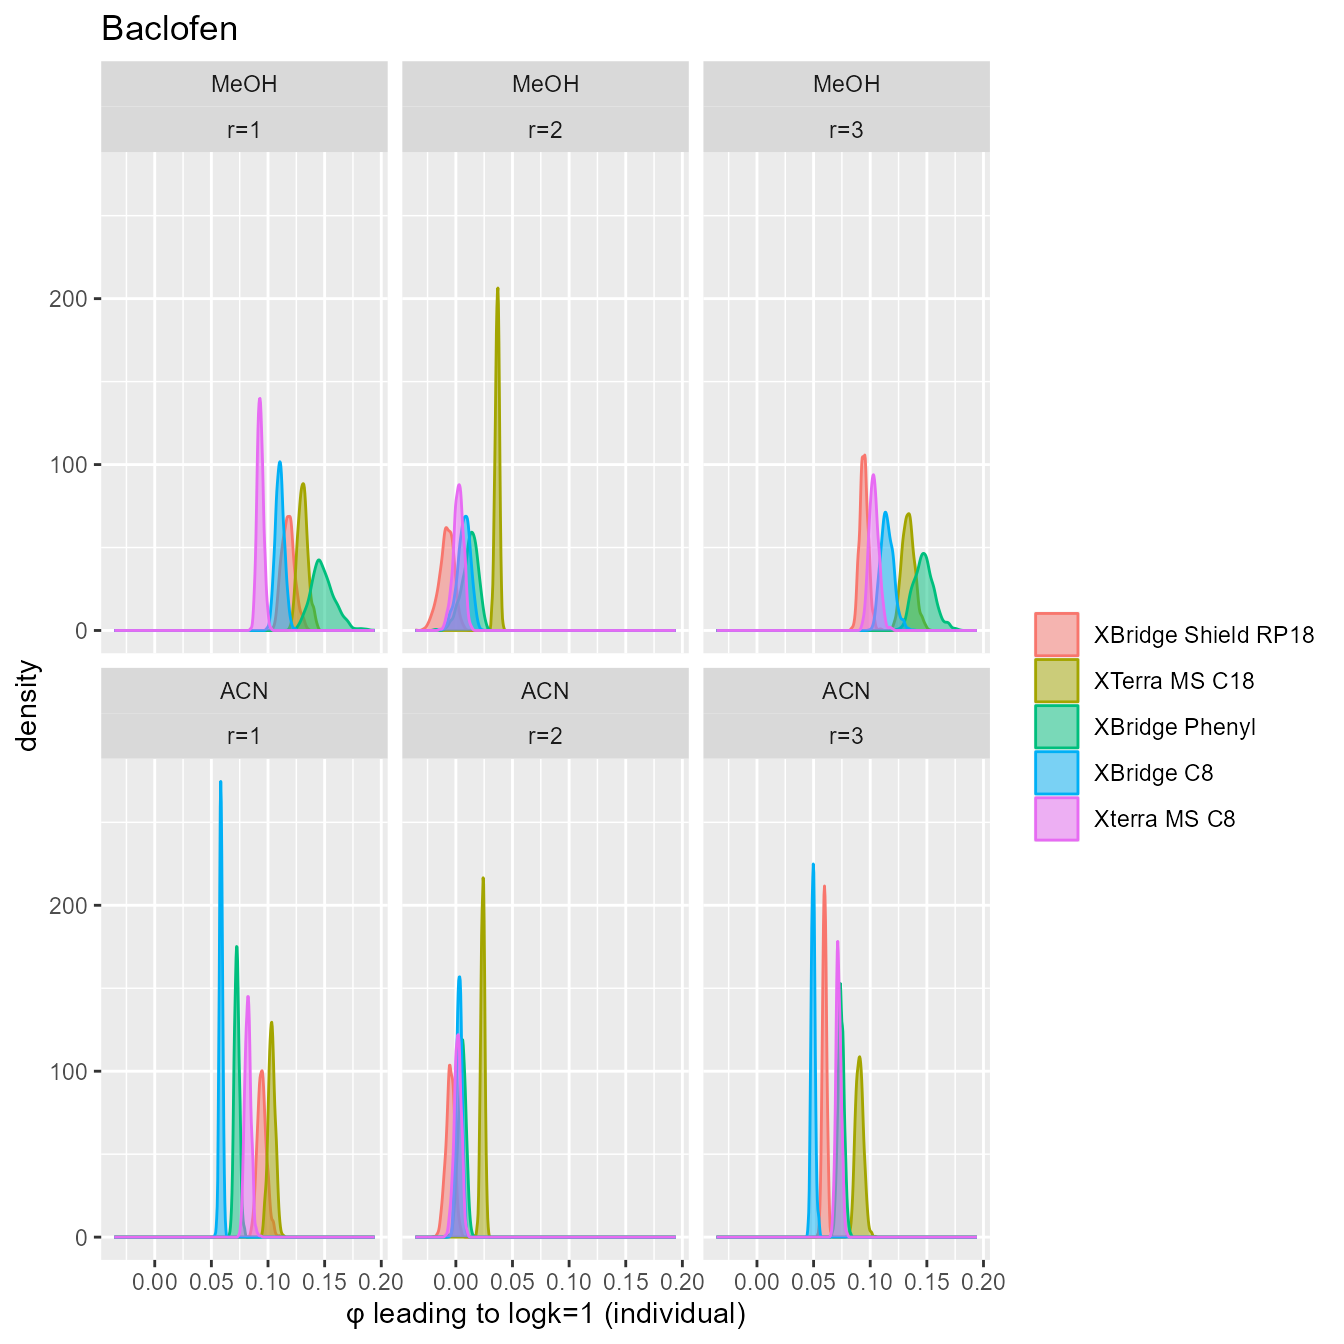 Baclofen
MeOH MeOH MeOH
r=1 r=2 r=3
200
100
0
ACN ACN ACN
r=1 r=2 r=3
200
100
0
0.00 0.05 0.10 0.15 0.20 0.00 0.05 0.10 0.15 0.20 0.00 0.05 0.10 0.15 0.20
φ leading to logk=1 (individual)
density
XBridge Shield RP18
XTerra MS C18
XBridge Phenyl
XBridge C8
Xterra MS C8